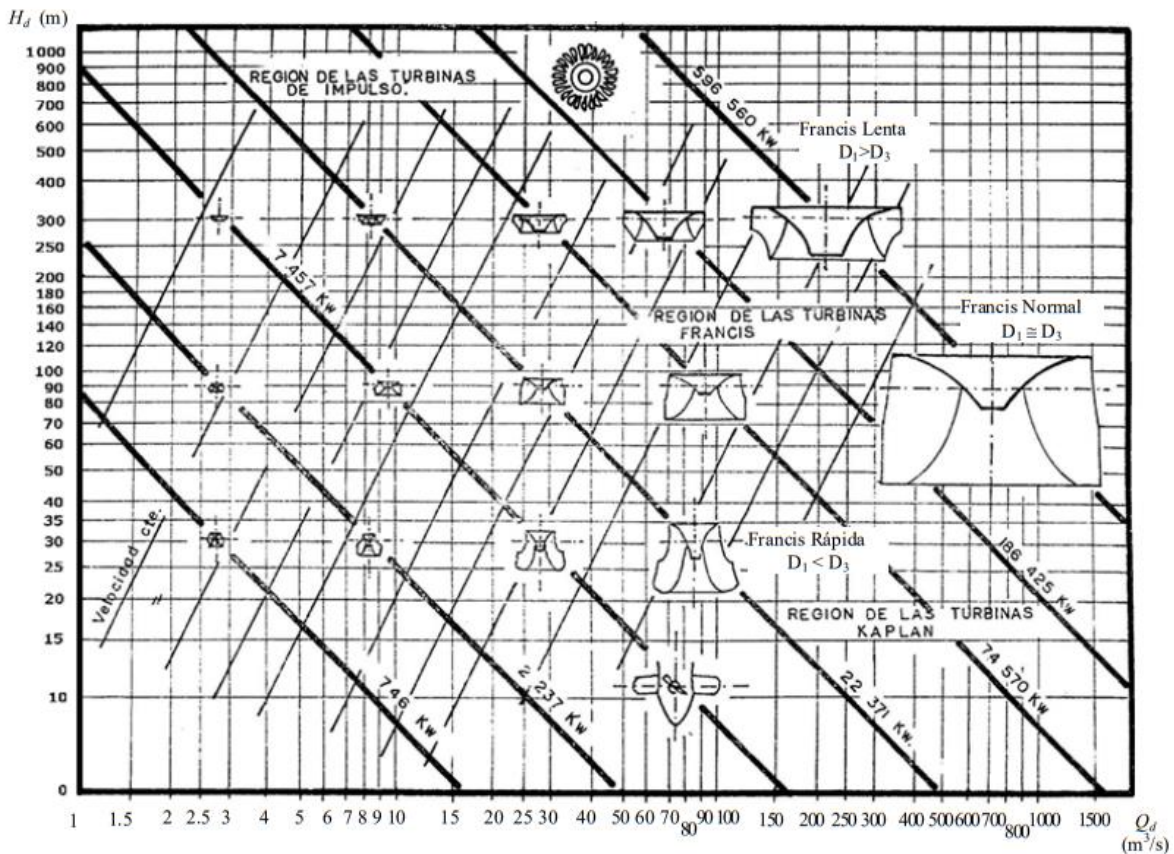 H_d (m)
1000
900
800
700
600
500
400
300
250
200
180
160
140
120
100
90
80
70
60
50
40
35
30
25
20
15
10
0
REGION DE LAS TURBINAS
DE IMPULSO.
596 560 KW
Francis Lenta
D₁>D₃
7 457 KW
REGION DE LAS TURBINAS
FRANCIS
Francis Normal
D₁ ≅ D₃
Velocidad cte.
Francis Rápida
D₁ < D₃
186 425 KW
REGION DE LAS TURBINAS
KAPLAN
746 KW
2 237 KW
22 371 KW.
74 570 KW
1 1.5 2 2.5 3 4 5 6 7 8 9 10 15 20 25 30 40 50 60 70 80 90 100 150 200 250 300 400 500 600 700 800 1000 1500 Q_d
(m³/s)